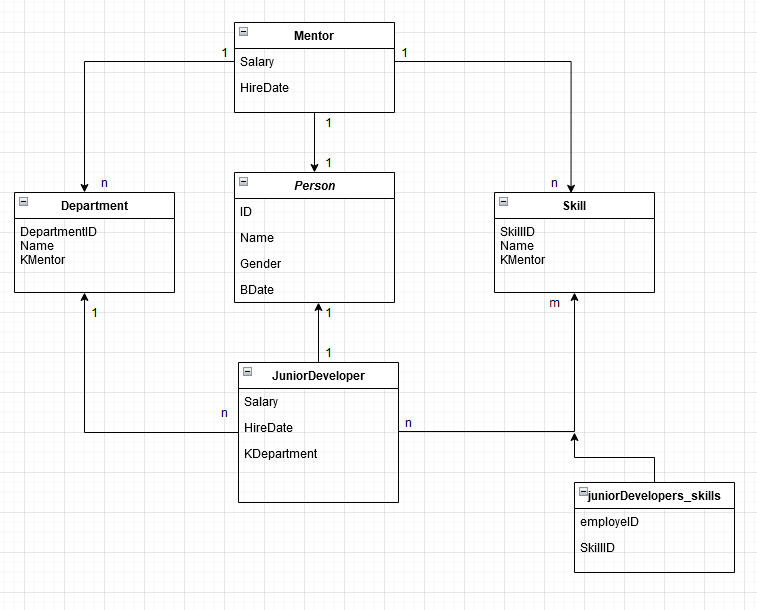 Mentor
Salary
HireDate
1
1
1
n
1
n
Person
ID
Name
Gender
BDate
Department
DepartmentID
Name
KMentor
Skill
SkillID
Name
KMentor
1
1
m
1
JuniorDeveloper
Salary
HireDate
KDepartment
n
n
juniorDevelopers_skills
employeID
SkillID